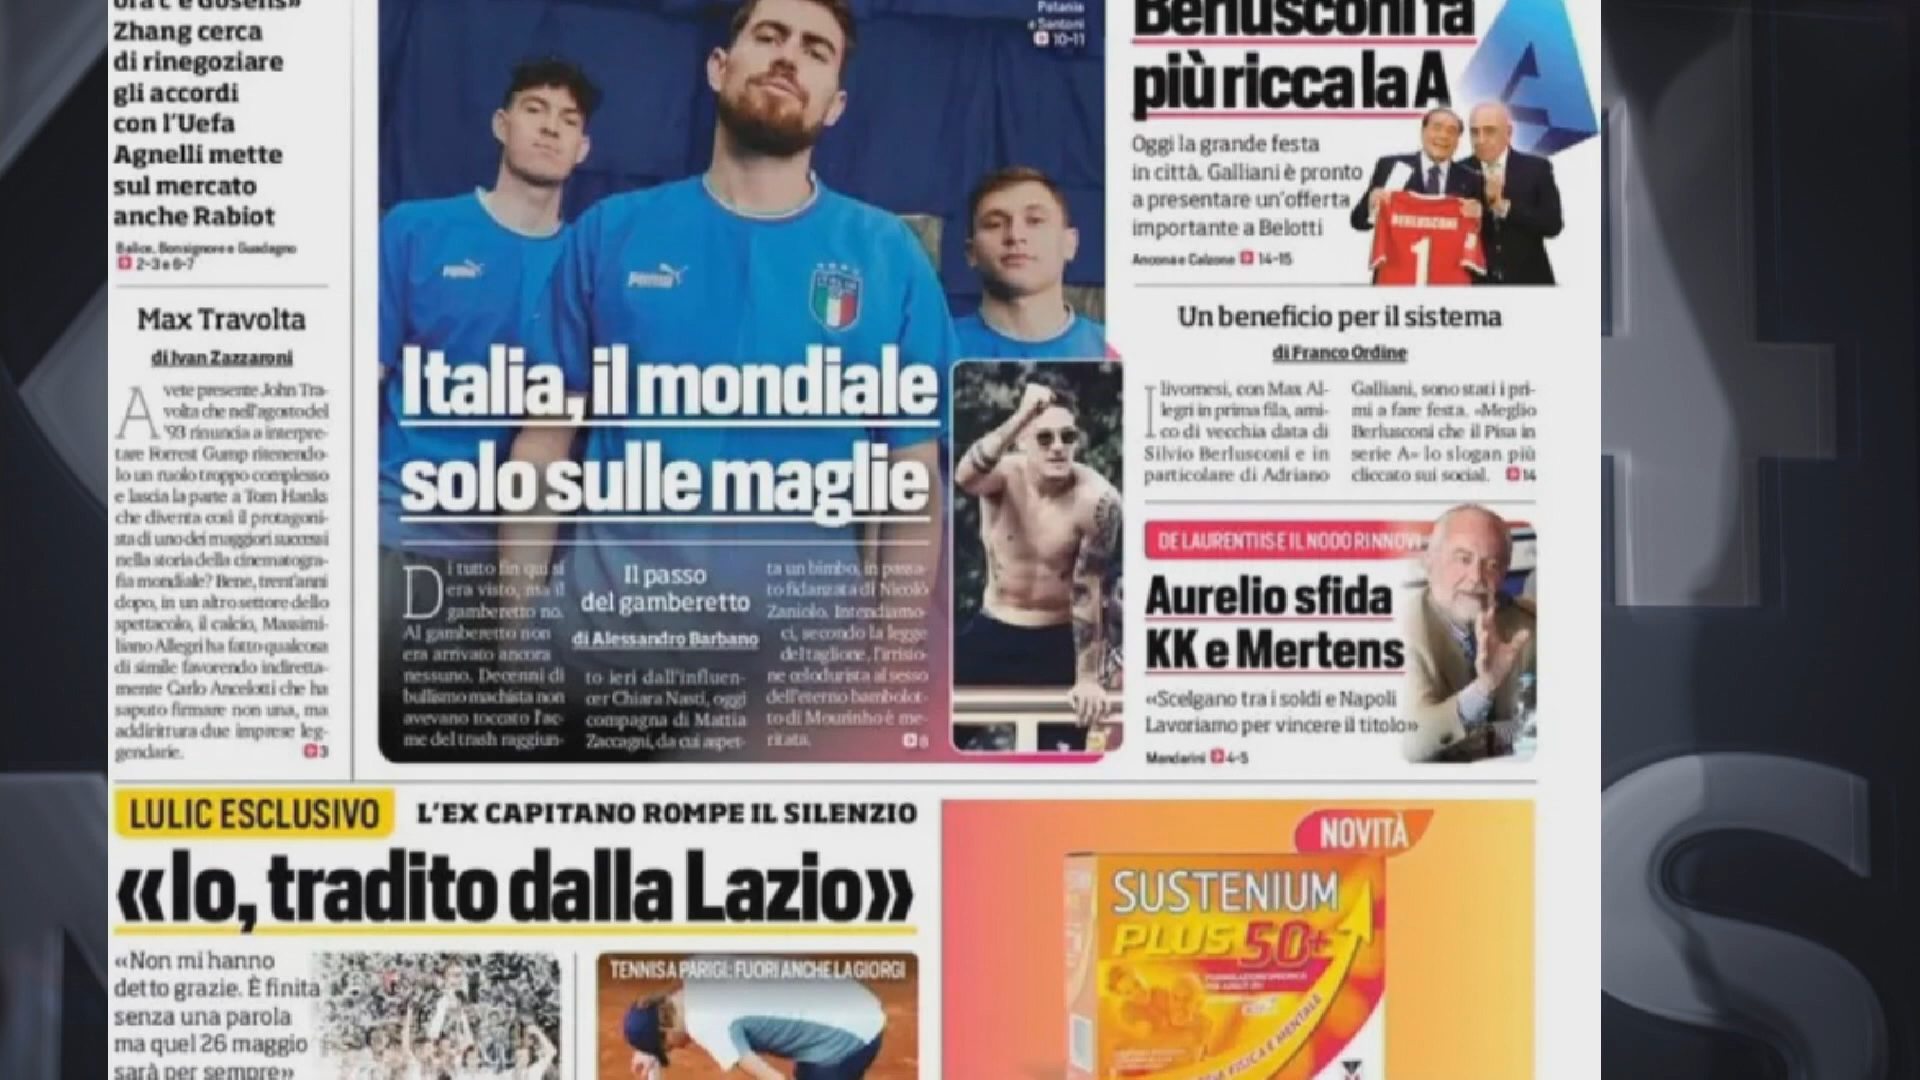 Zhang cerca
di rinegoziare
gli accordi
con l'Uefa
Agnelli mette
sul mercato
anche Rabiot
Balice, Bonsignore e Guadagno
2-3 e 6-7
Max Travolta
di Ivan Zazzaroni
Avete presente John Tra-
volta che nell'agosto del
'93 rinuncia a interpre-
tare Forrest Gump ritenendo-
lo un ruolo troppo complesso
e lascia la parte a Tom Hanks
che diventa così il protagoni-
sta di uno dei maggiori successi
nella storia della cinematogra-
fia mondiale? Bene, trent'anni
dopo, in un altro settore dello
spettacolo, il calcio, Massimi-
liano Allegri ha fatto qualcosa
di simile favorendo indiretta-
mente Carlo Ancelotti che ha
saputo firmare non una, ma
addirittura due imprese leg-
gendarie.
3
Patania
e Santoni
10-11
PUMA
PUMA
ITALIA
Italia, il mondiale
solo sulle maglie
Di tutto fin qui si
era visto, ma il
gamberetto no.
Al gamberetto non
era arrivato ancora
nessuno. Decenni di
bullismo machista non
avevano toccato l'ac-
me del trash raggiun-
Il passo
del gamberetto
di Alessandro Barbano
to ieri dall'influen-
cer Chiara Nasti, oggi
compagna di Mattia
Zaccagni, da cui aspet-
ta un bimbo, in passa-
to fidanzata di Nicolò
Zaniolo. Intendiamo-
ci, secondo la legge
del taglione, l'irrisio-
ne celodurista al sesso
dell'eterno bambolot-
to di Mourinho è me-
ritata.
Berlusconi fa
più ricca la A
Oggi la grande festa
in città, Galliani è pronto
a presentare un'offerta
importante a Belotti
Ancona e Calzone 14-15
BERLUSCONI
1
Un beneficio per il sistema
di Franco Ordine
I livornesi, con Max Al-
legri in prima fila, ami-
co di vecchia data di
Silvio Berlusconi e in
particolare di Adriano
Galliani, sono stati i pri-
mi a fare festa. «Meglio
Berlusconi che il Pisa in
serie A» lo slogan più
cliccato sui social. 14
DE LAURENTIIS E IL NODO RINNOVI
Aurelio sfida
KK e Mertens
«Scelgano tra i soldi e Napoli
Lavoriamo per vincere il titolo»
Mandarini 4-5
LULIC ESCLUSIVO
L'EX CAPITANO ROMPE IL SILENZIO
«Io, tradito dalla Lazio»
«Non mi hanno
detto grazie. È finita
senza una parola
ma quel 26 maggio
sarà per sempre»
TENNIS A PARIGI: FUORI ANCHE LA GIORGI
NOVITÀ
SUSTENIUM
PLUS 50+
FISICA E MENTALE